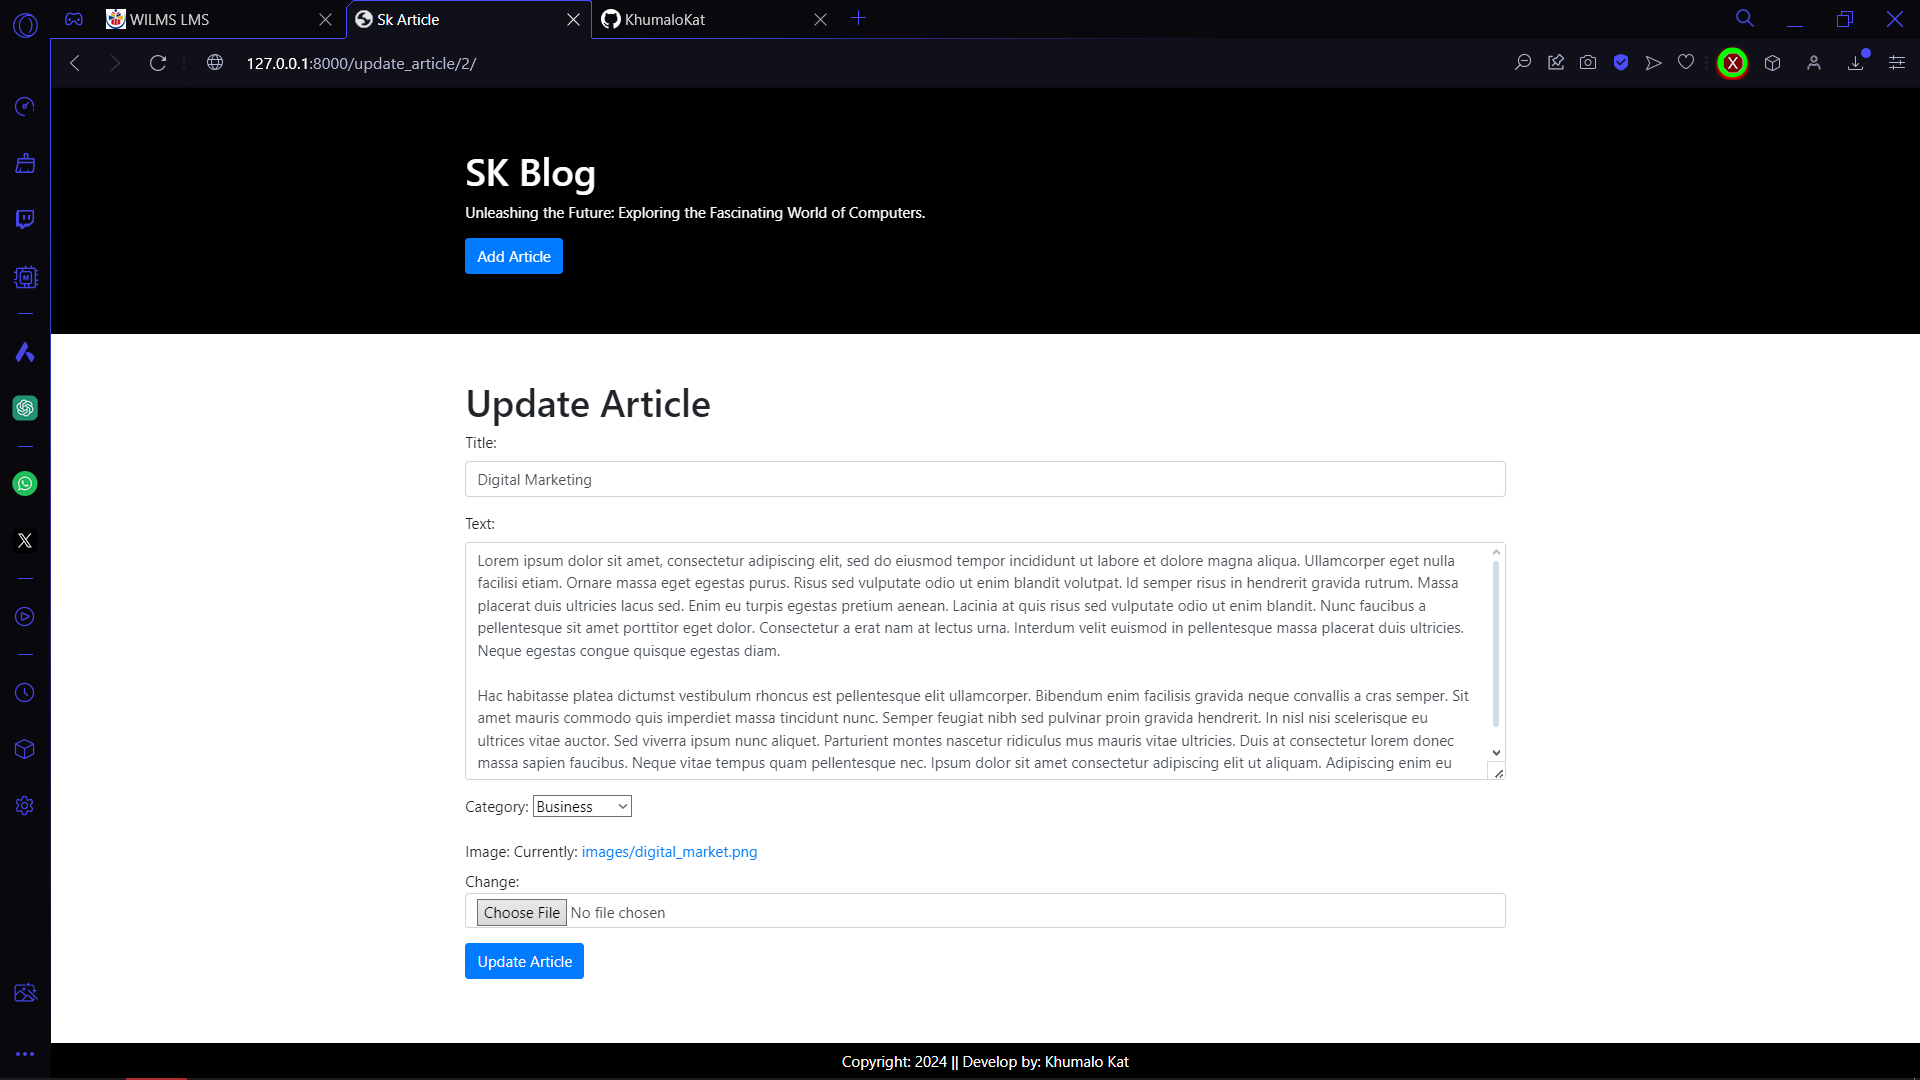 WILMS LMS
Sk Article
KhumaloKat
127.0.0.1:8000/update_article/2/
SK Blog
Unleashing the Future: Exploring the Fascinating World of Computers.
Add Article
Update Article
Title:
Digital Marketing
Text:
Lorem ipsum dolor sit amet, consectetur adipiscing elit, sed do eiusmod tempor incididunt ut labore et dolore magna aliqua. Ullamcorper eget nulla
facilisi etiam. Ornare massa eget egestas purus. Risus sed vulputate odio ut enim blandit volutpat. Id semper risus in hendrerit gravida rutrum. Massa
placerat duis ultricies lacus sed. Enim eu turpis egestas pretium aenean. Lacinia at quis risus sed vulputate odio ut enim blandit. Nunc faucibus a
pellentesque sit amet porttitor eget dolor. Consectetur a erat nam at lectus urna. Interdum velit euismod in pellentesque massa placerat duis ultricies.
Neque egestas congue quisque egestas diam.
Hac habitasse platea dictumst vestibulum rhoncus est pellentesque elit ullamcorper. Bibendum enim facilisis gravida neque convallis a cras semper. Sit
amet mauris commodo quis imperdiet massa tincidunt nunc. Semper feugiat nibh sed pulvinar proin gravida hendrerit. In nisl nisi scelerisque eu
ultrices vitae auctor. Sed viverra ipsum nunc aliquet. Parturient montes nascetur ridiculus mus mauris vitae ultricies. Duis at consectetur lorem donec
massa sapien faucibus. Neque vitae tempus quam pellentesque nec. Ipsum dolor sit amet consectetur adipiscing elit ut aliquam. Adipiscing enim eu
Category: Business
Image: Currently: images/digital_market.png
Change:
Choose File No file chosen
Update Article
Copyright: 2024 || Develop by: Khumalo Kat